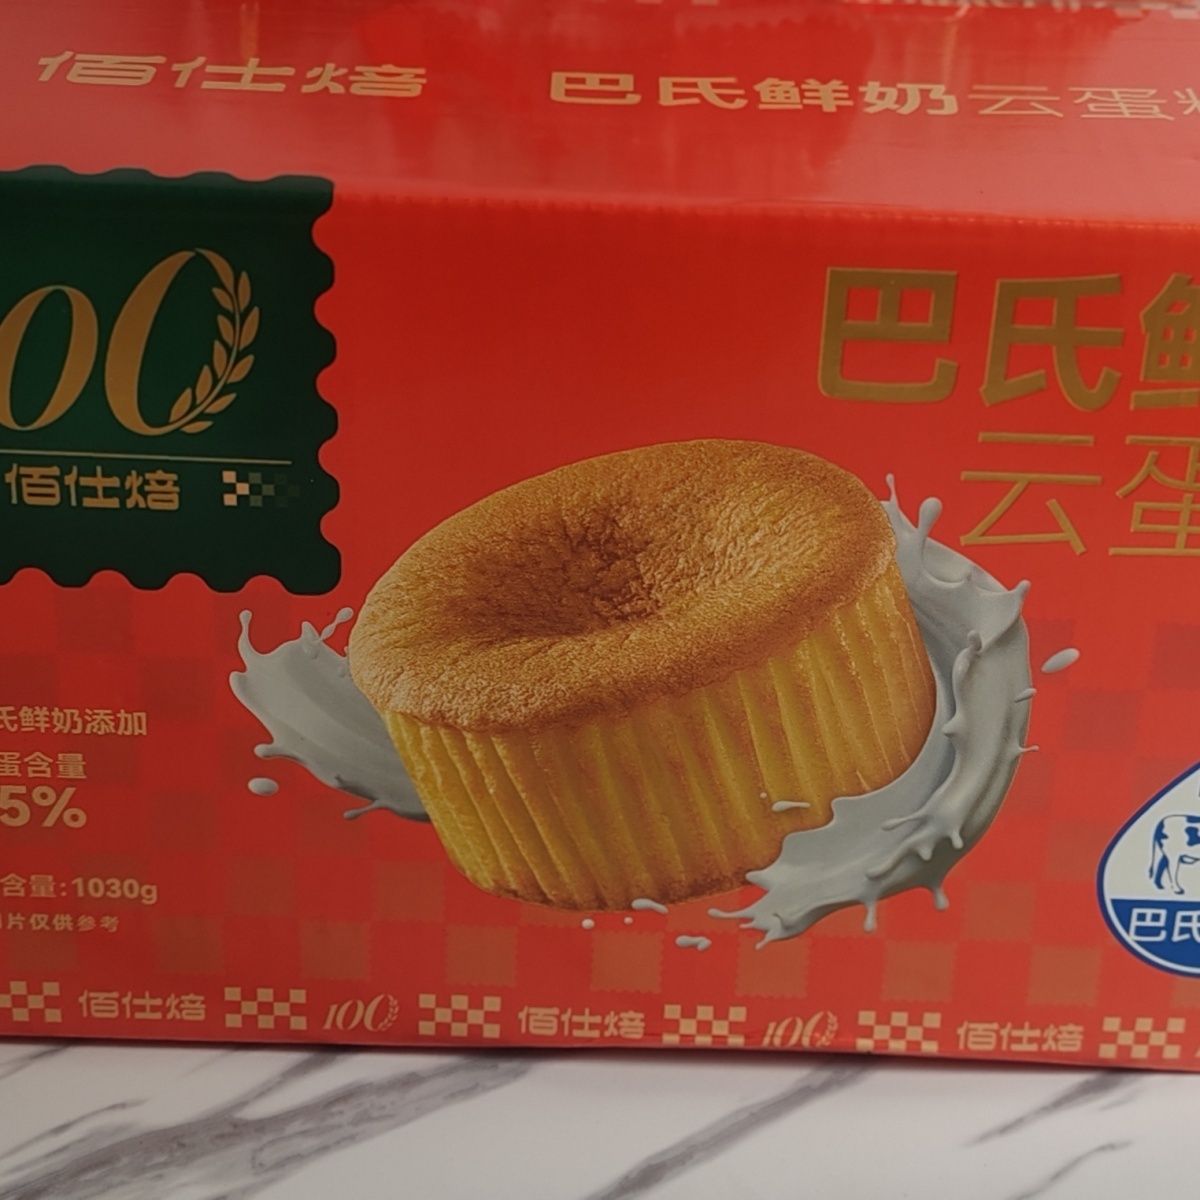 佰仕焙 巴氏鲜奶云蛋
100
佰仕焙
巴氏
云蛋
氏鲜奶添加
蛋含量
5%
含量:1030g
片仅供参考
巴氏
佰仕焙 100 佰仕焙 100 佰仕焙